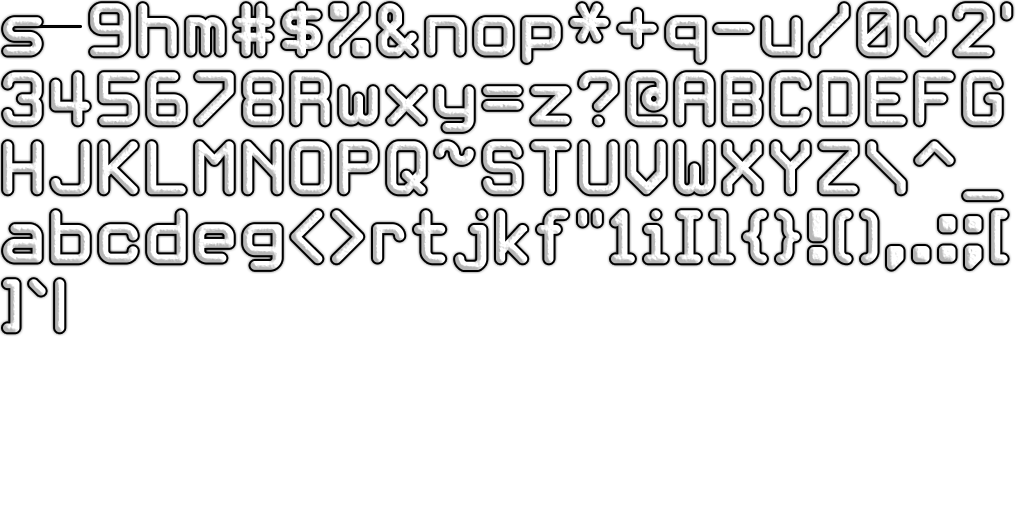 s—9hm#$%&nop*+q-u/0v2'
345678Rwxy=z?@ABCDEFG
HJKLMNOPQ~STUVWXYZ\^_
abcdeg<>rtjkf"1iIl{}!(),.:;[
]`|